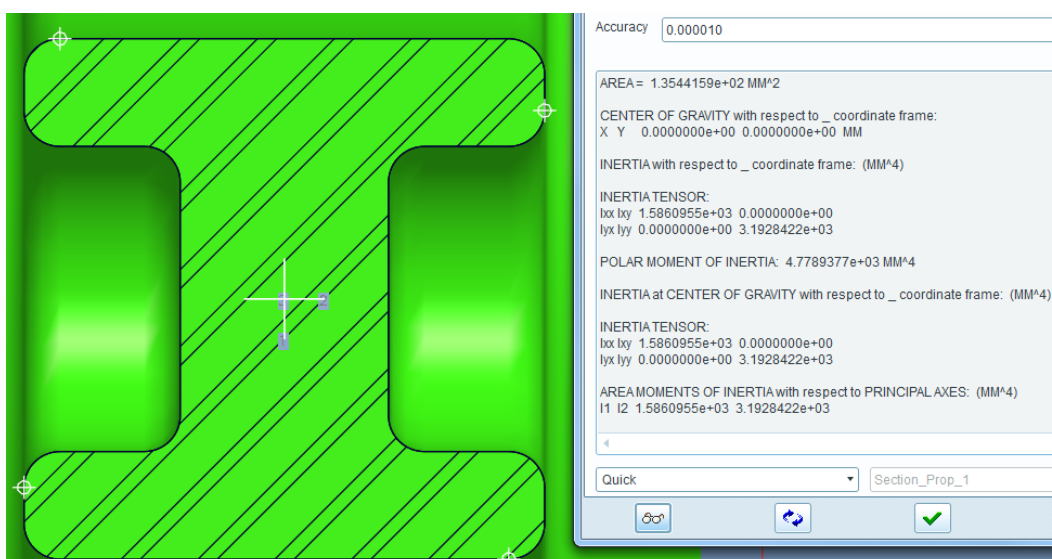 Accuracy 0.000010
AREA = 1.3544159e+02 MM^2
CENTER OF GRAVITY with respect to _ coordinate frame:
X Y 0.0000000e+00 0.0000000e+00 MM
INERTIA with respect to _ coordinate frame: (MM^4)
INERTIA TENSOR:
Ixx Ixy 1.5860955e+03 0.0000000e+00
Iyx Iyy 0.0000000e+00 3.1928422e+03
POLAR MOMENT OF INERTIA: 4.7789377e+03 MM^4
INERTIA at CENTER OF GRAVITY with respect to _ coordinate frame: (MM^4)
INERTIA TENSOR:
Ixx Ixy 1.5860955e+03 0.0000000e+00
Iyx Iyy 0.0000000e+00 3.1928422e+03
AREA MOMENTS OF INERTIA with respect to PRINCIPAL AXES: (MM^4)
I1 I2 1.5860955e+03 3.1928422e+03
Quick Section_Prop_1
2
1